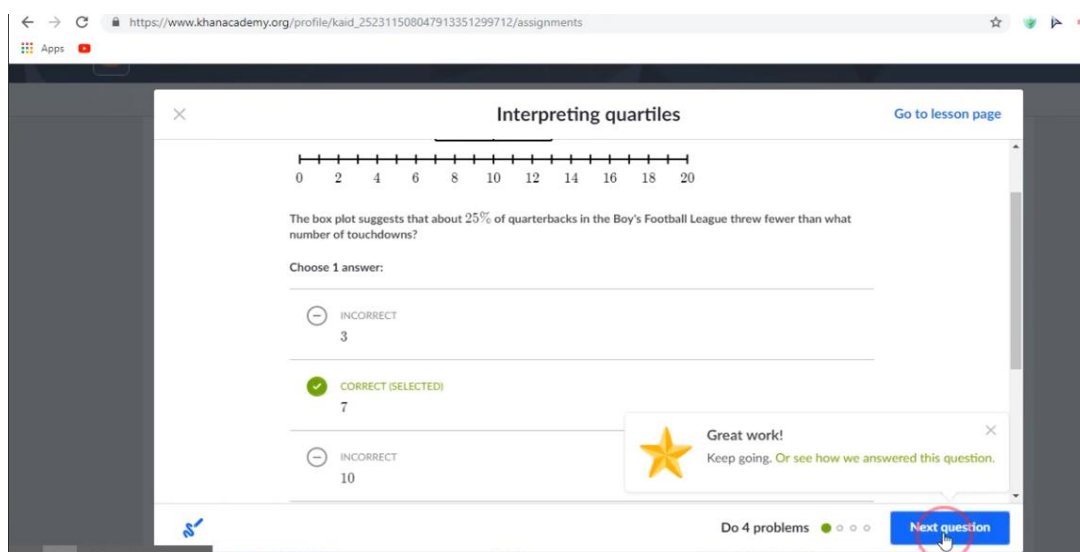 https://www.khanacademy.org/profile/kaid_252311508047913351299712/assignments
Apps
Interpreting quartiles
Go to lesson page
0 2 4 6 8 10 12 14 16 18 20
The box plot suggests that about 25% of quarterbacks in the Boy's Football League threw fewer than what
number of touchdowns?
Choose 1 answer:
INCORRECT
3
CORRECT (SELECTED)
7
INCORRECT
10
Great work!
Keep going. Or see how we answered this question.
Do 4 problems
Next question